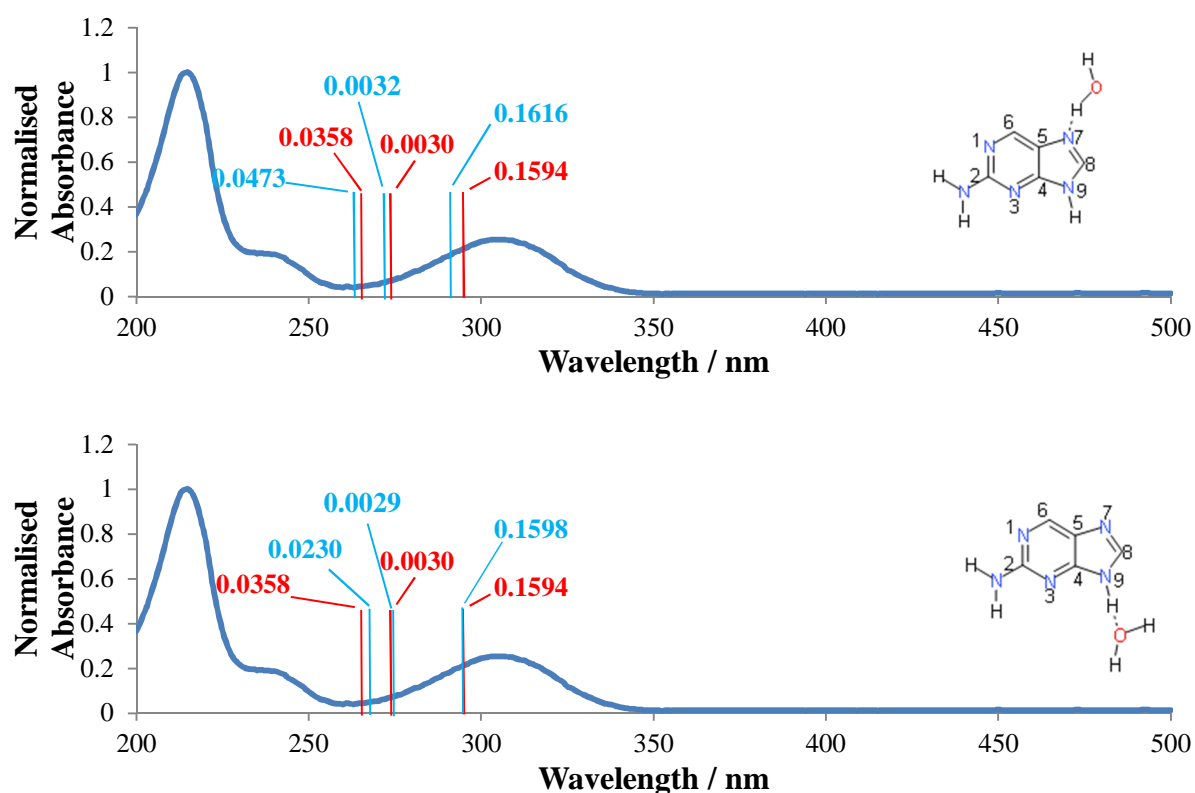 1.2
1
0.8
0.6
0.4
0.2
0
Normalised
Absorbance
0.0032
0.1616
0.0358
0.0030
0.0473
0.1594
200 250 300 350 400 450 500
Wavelength / nm
H
O
H
6
5
N7
1 N
8
H
N 2
N
3
4
N9
H
H
1.2
1
0.8
0.6
0.4
0.2
0
Normalised
Absorbance
0.0029
0.1598
0.0230
0.0030
0.0358
0.1594
200 250 300 350 400 450 500
Wavelength / nm
6
7
N
5
1 N
8
H
N 2
N
3
4
N 9
H
H
O H
H